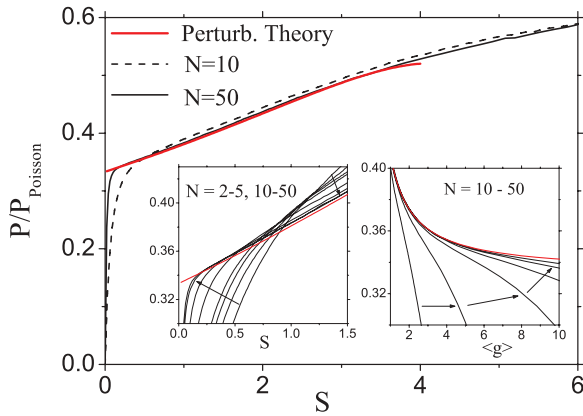 0.6
Perturb. Theory
N=10
N=50
0.4
0.2
0.0
P/P_Poisson
0 2 4 6
S
N = 2-5, 10-50
0.40
0.36
0.32
0.0 0.5 1.0 1.5
S
N = 10 - 50
0.40
0.36
0.32
2 4 6 8 10
<g>